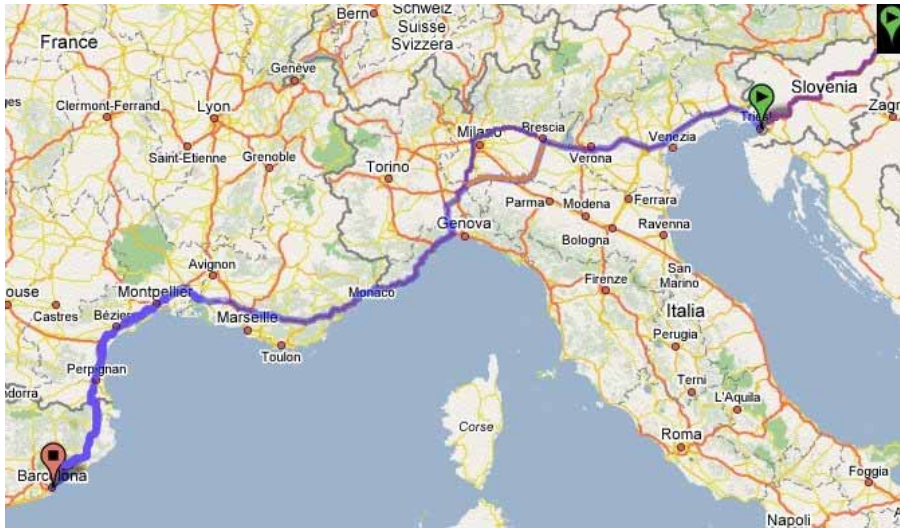 Bern
Schweiz
Suisse
Svizzera
France
Genève
Slovenia
Clermont-Ferrand
Lyon
Zagr
Milano
Brescia
Venezia
Saint-Etienne
Grenoble
Torino
Verona
Parma
Modena
Ferrara
Genova
Ravenna
Bologna
Avignon
San
Marino
Firenze
Monaco
Montpellier
ouse
Castres
Marseille
Italia
Toulon
Perugia
Perpignan
ndorra
Terni
L'Aquila
Corse
Roma
Barcelona
Foggia
Napoli